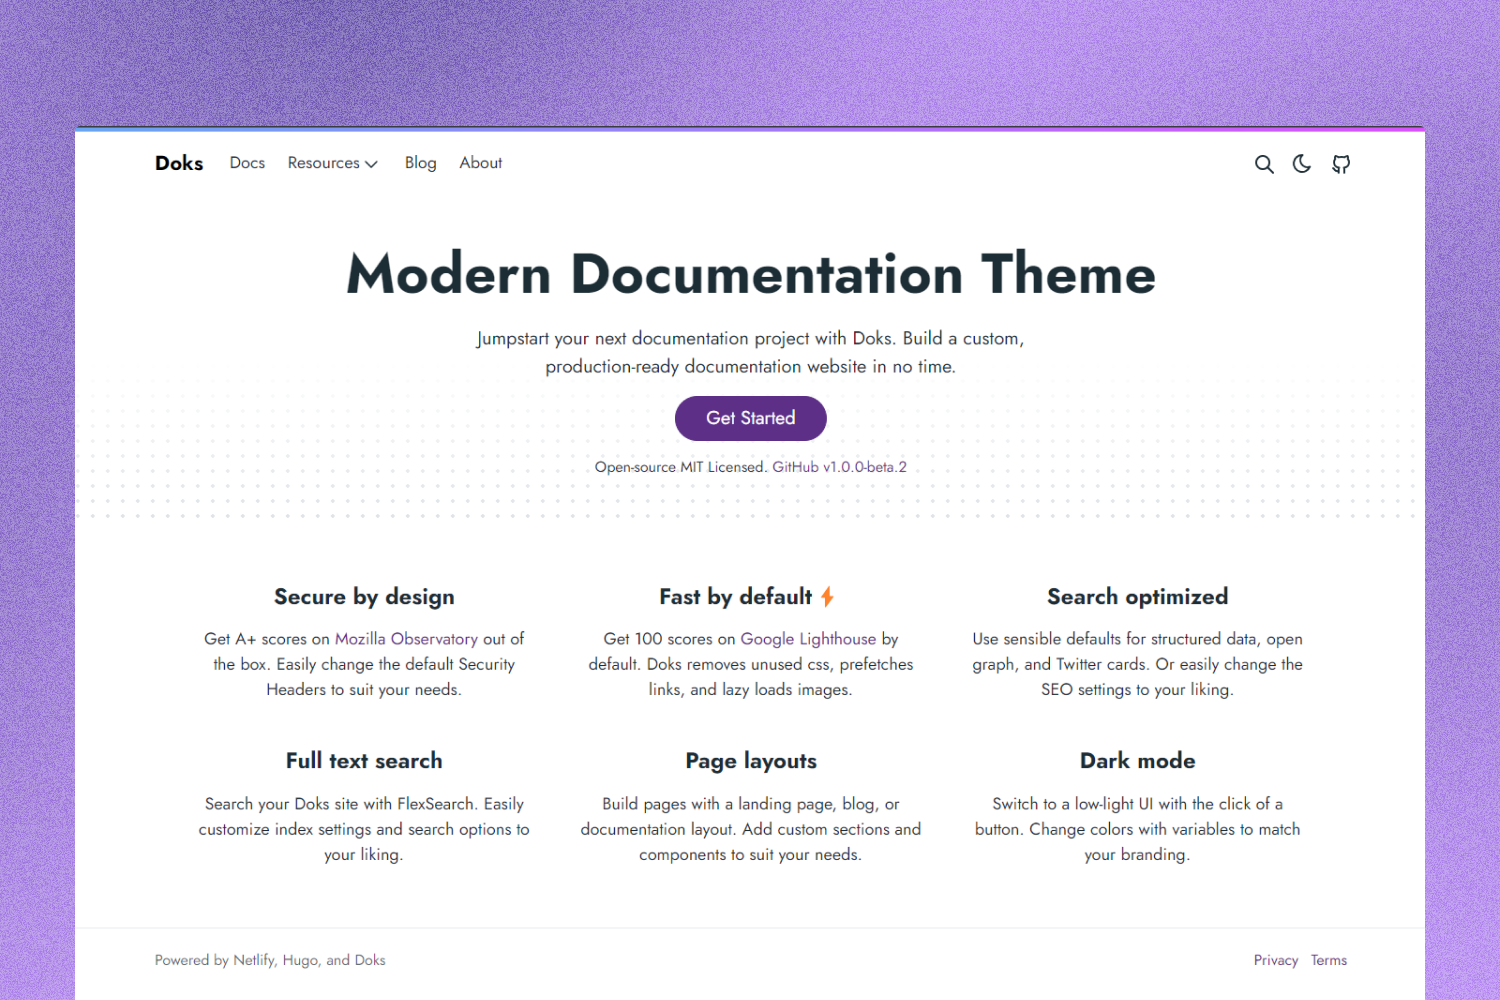 Doks Docs Resources Blog About
Modern Documentation Theme
Jumpstart your next documentation project with Doks. Build a custom,
production-ready documentation website in no time.
Get Started
Open-source MIT Licensed. GitHub v1.0.0-beta.2
Secure by design
Get A+ scores on Mozilla Observatory out of
the box. Easily change the default Security
Headers to suit your needs.
Fast by default
Get 100 scores on Google Lighthouse by
default. Doks removes unused css, prefetches
links, and lazy loads images.
Search optimized
Use sensible defaults for structured data, open
graph, and Twitter cards. Or easily change the
SEO settings to your liking.
Full text search
Search your Doks site with FlexSearch. Easily
customize index settings and search options to
your liking.
Page layouts
Build pages with a landing page, blog, or
documentation layout. Add custom sections and
components to suit your needs.
Dark mode
Switch to a low-light UI with the click of a
button. Change colors with variables to match
your branding.
Powered by Netlify, Hugo, and Doks
Privacy Terms